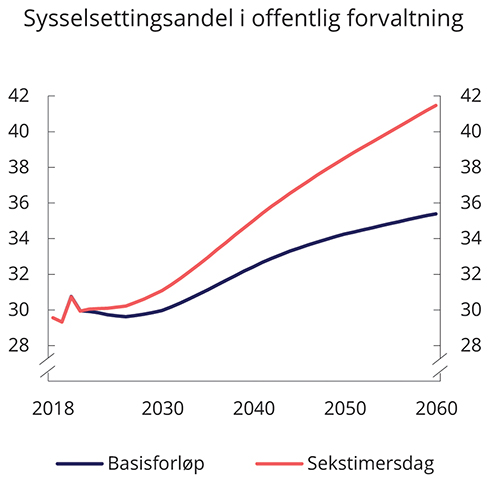 Sysselsettingsandel i offentlig forvaltning
42 42
40 40
38 38
36 36
34 34
32 32
30 30
28 28
2018 2030 2040 2050 2060
Basisforløp Sekstimersdag